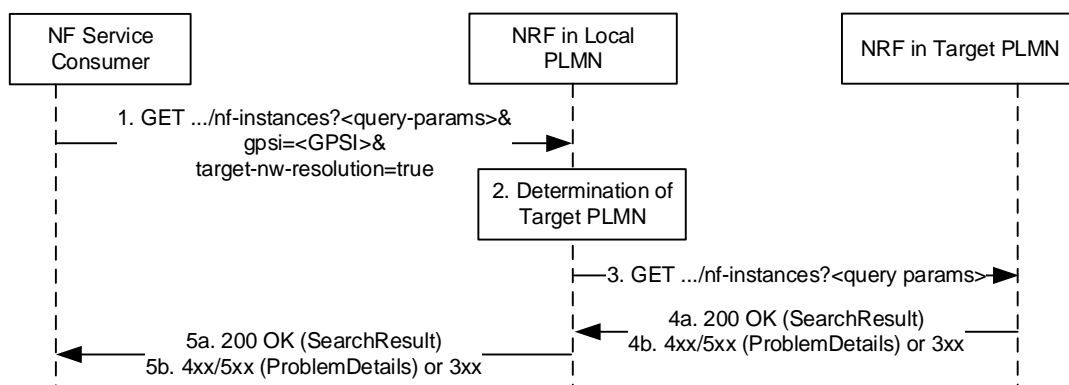 NF Service
Consumer
NRF in Local
PLMN
NRF in Target PLMN
1. GET .../nf-instances?<query-params>&
gpsi=<GPSI>&
target-nw-resolution=true
2. Determination of
Target PLMN
3. GET .../nf-instances?<query params>
4a. 200 OK (SearchResult)
4b. 4xx/5xx (ProblemDetails) or 3xx
5a. 200 OK (SearchResult)
5b. 4xx/5xx (ProblemDetails) or 3xx